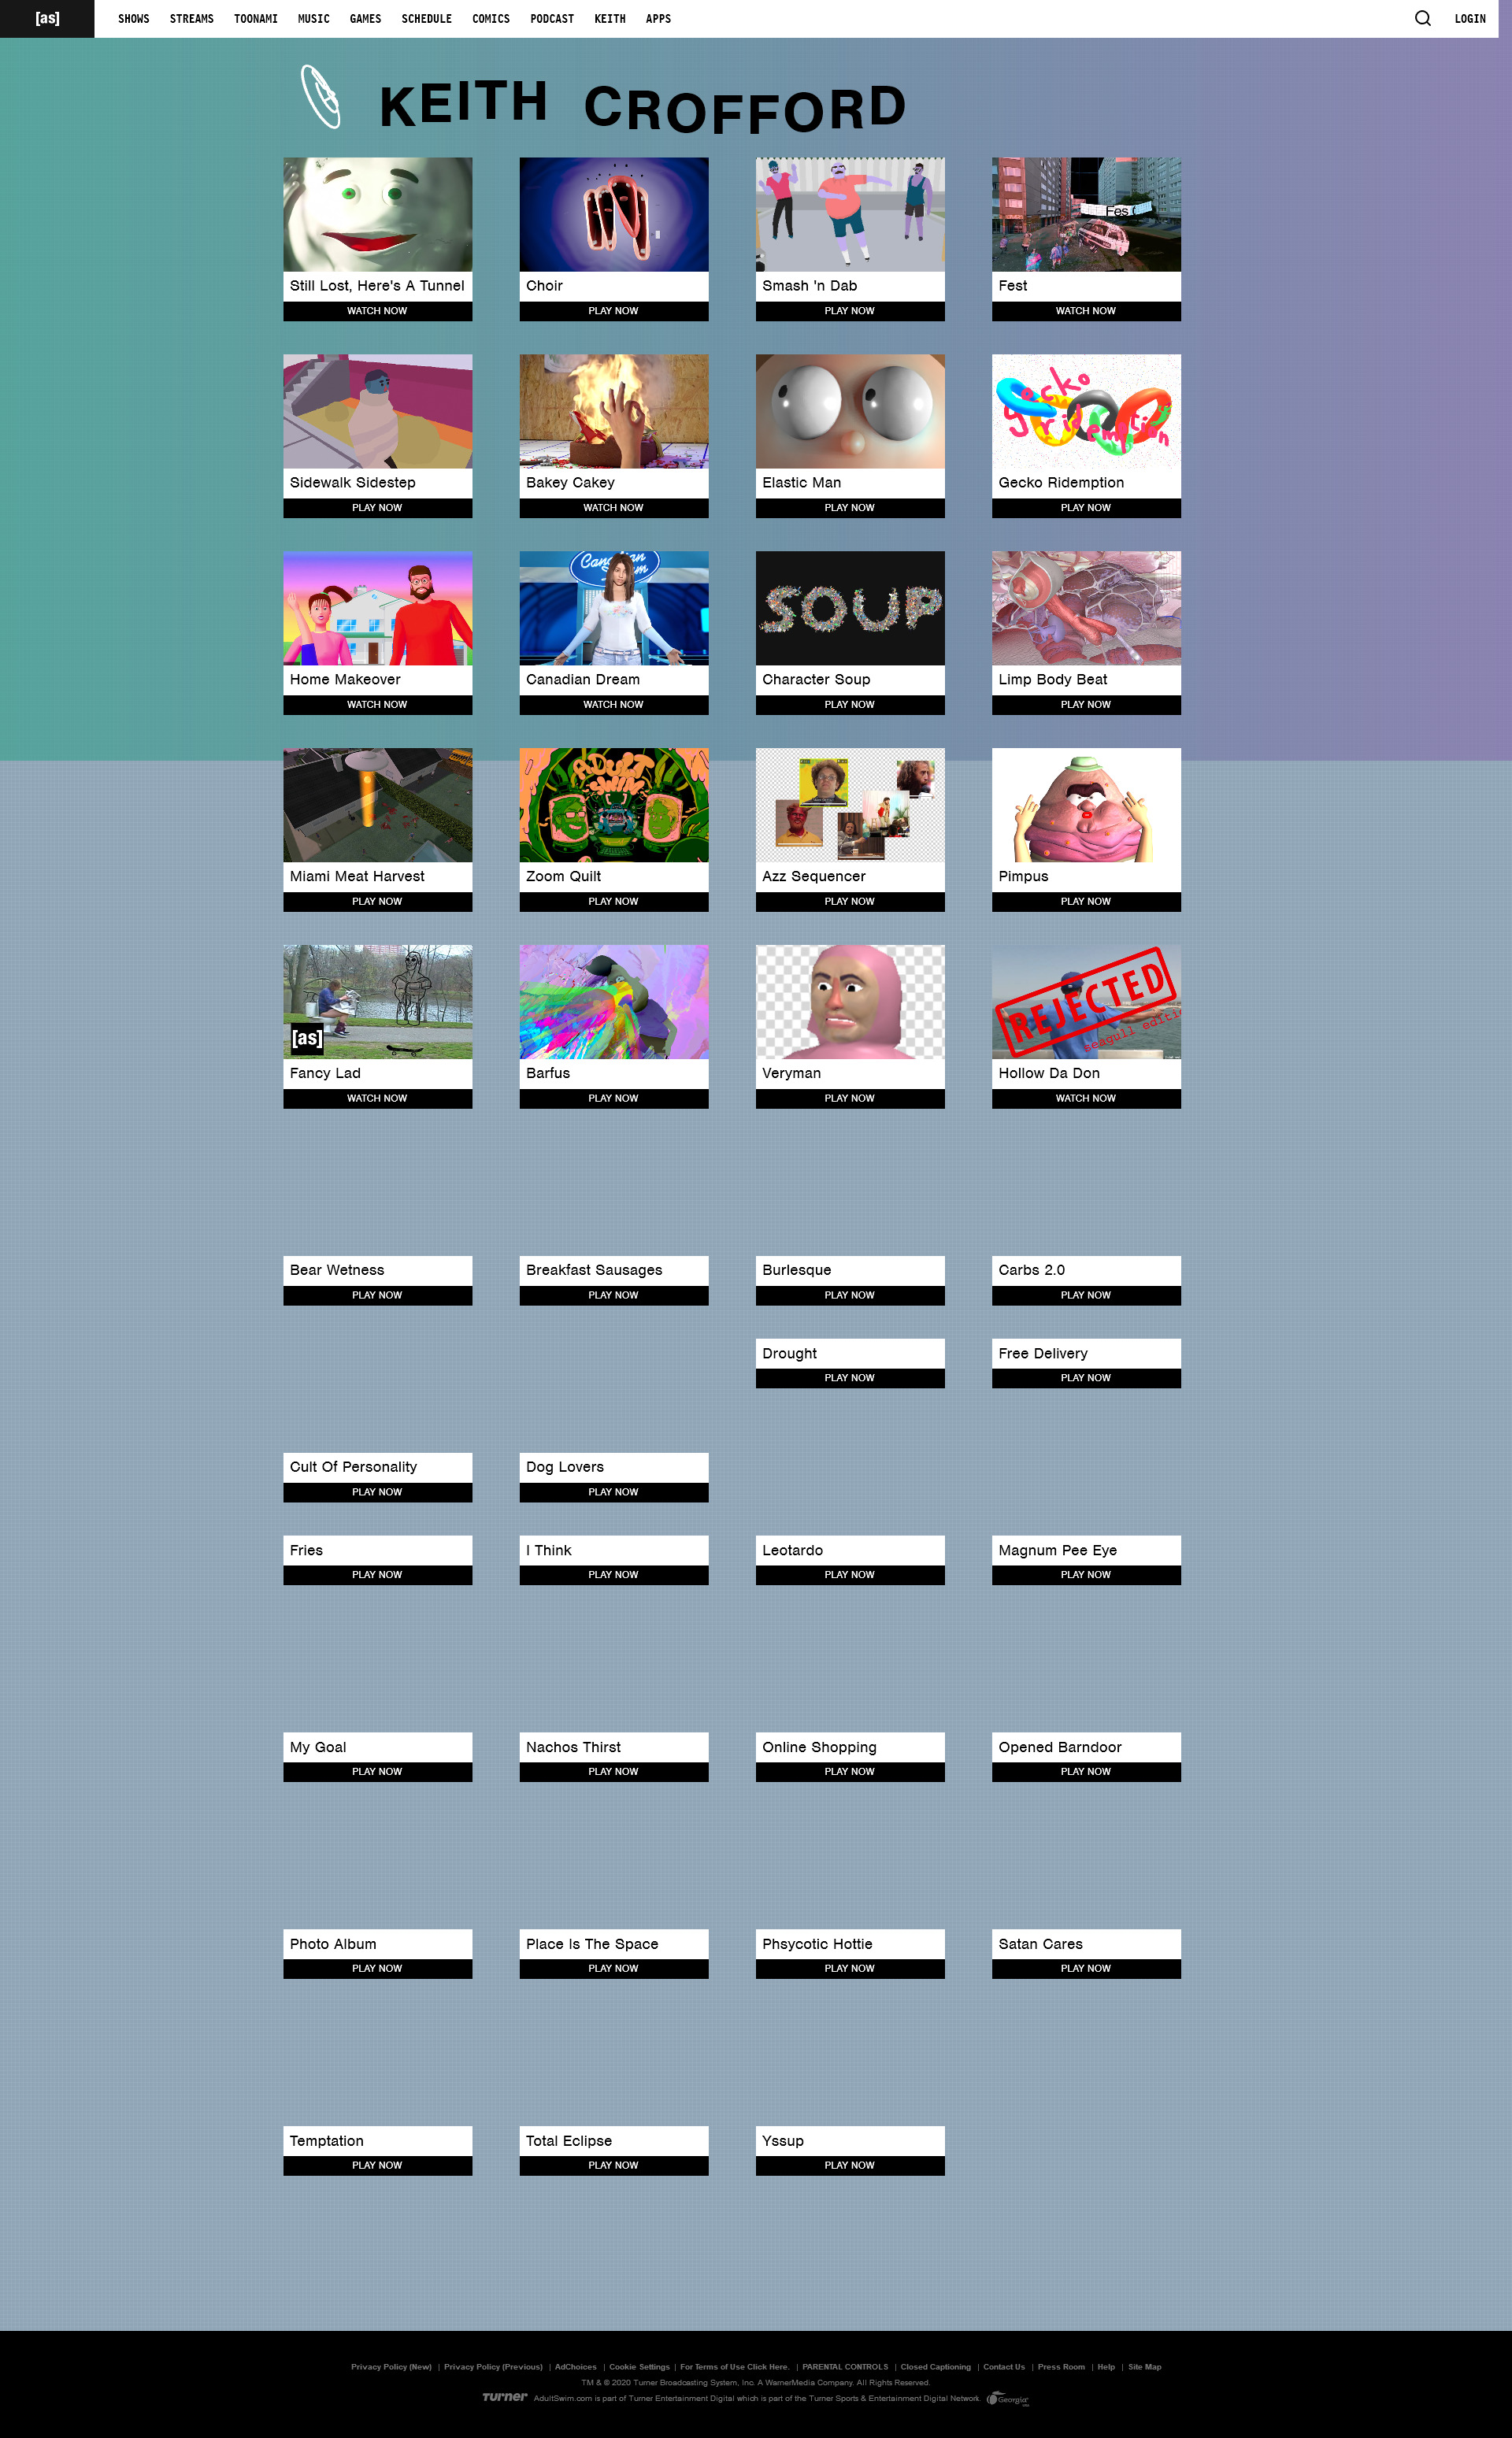 [as] SHOWS STREAMS TOONAMI MUSIC GAMES SCHEDULE COMICS PODCAST KEITH APPS LOGIN
KEITH CROFFORD
Fes
Still Lost, Here's A Tunnel
WATCH NOW
Choir
PLAY NOW
Smash 'n Dab
PLAY NOW
Fest
WATCH NOW
Gecko
Ridemption
Sidewalk Sidestep
PLAY NOW
Bakey Cakey
WATCH NOW
Elastic Man
PLAY NOW
Gecko Ridemption
PLAY NOW
Canadian
SOUP
Home Makeover
WATCH NOW
Canadian Dream
WATCH NOW
Character Soup
PLAY NOW
Limp Body Beat
PLAY NOW
ADULT
SWIM
Miami Meat Harvest
PLAY NOW
Zoom Quilt
PLAY NOW
Azz Sequencer
PLAY NOW
Pimpus
PLAY NOW
[as]
REJECTED
seagull editi
Fancy Lad
WATCH NOW
Barfus
PLAY NOW
Veryman
PLAY NOW
Hollow Da Don
WATCH NOW
Bear Wetness
PLAY NOW
Breakfast Sausages
PLAY NOW
Burlesque
PLAY NOW
Carbs 2.0
PLAY NOW
Cult Of Personality
PLAY NOW
Dog Lovers
PLAY NOW
Drought
PLAY NOW
Free Delivery
PLAY NOW
Fries
PLAY NOW
I Think
PLAY NOW
Leotardo
PLAY NOW
Magnum Pee Eye
PLAY NOW
My Goal
PLAY NOW
Nachos Thirst
PLAY NOW
Online Shopping
PLAY NOW
Opened Barndoor
PLAY NOW
Photo Album
PLAY NOW
Place Is The Space
PLAY NOW
Phsycotic Hottie
PLAY NOW
Satan Cares
PLAY NOW
Temptation
PLAY NOW
Total Eclipse
PLAY NOW
Yssup
PLAY NOW
Privacy Policy (New) | Privacy Policy (Previous) | AdChoices | Cookie Settings | For Terms of Use Click Here. | PARENTAL CONTROLS | Closed Captioning | Contact Us | Press Room | Help | Site Map
TM & © 2020 Turner Broadcasting System, Inc. A WarnerMedia Company. All Rights Reserved.
Turner AdultSwim.com is part of Turner Entertainment Digital which is part of the Turner Sports & Entertainment Digital Network. Georgia